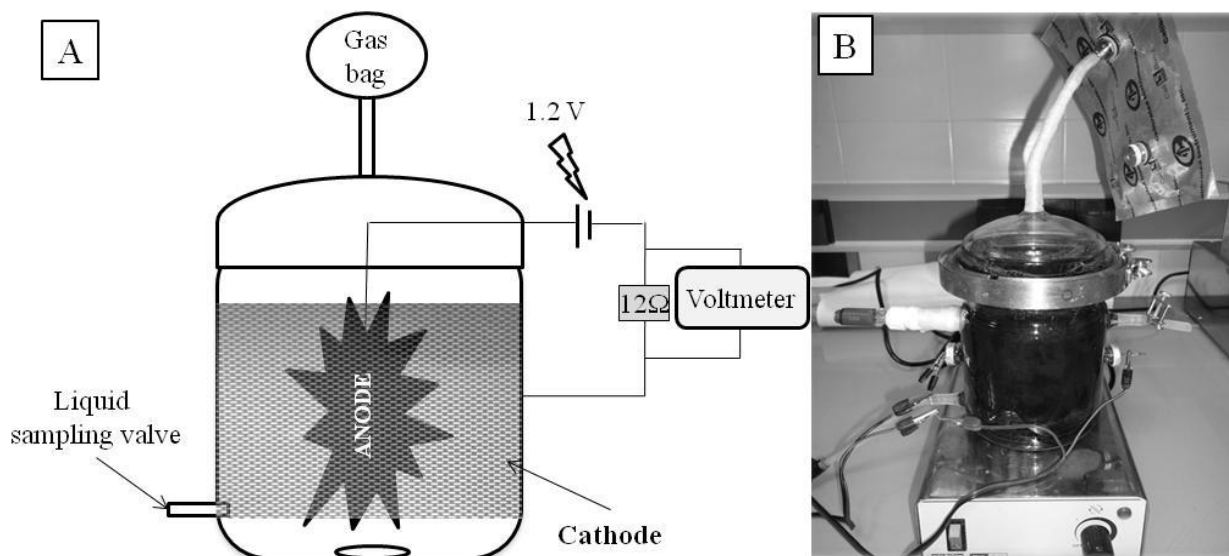 A
Gas
bag
1.2 V
12Ω
Voltmeter
ANODE
Liquid
sampling valve
Cathode
B